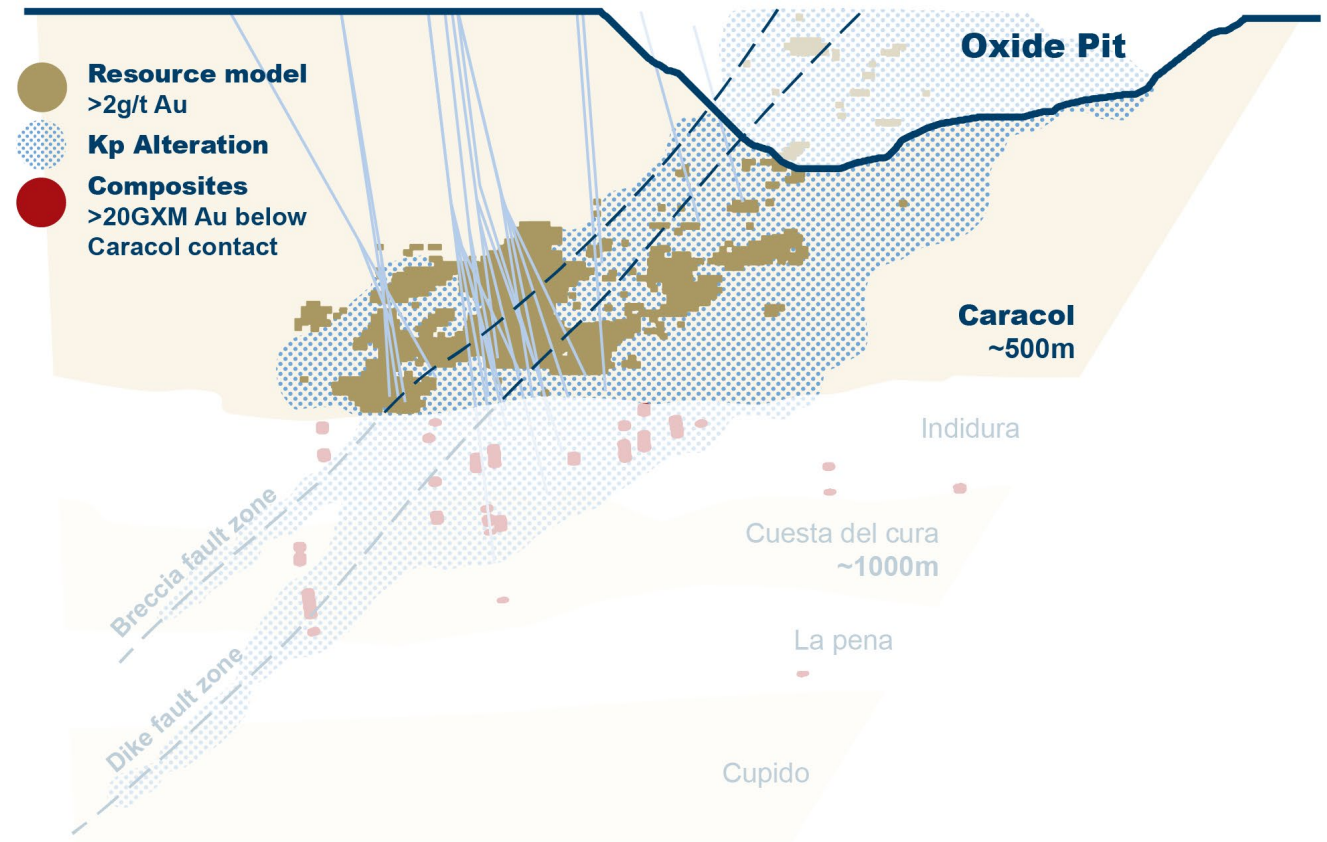 Oxide Pit
Resource model
>2g/t Au
Kp Alteration
Composites
>20GXM Au below
Caracol contact
Caracol
~500m
Indidura
Cuesta del cura
~1000m
Breccia fault zone
La pena
Dike fault zone
Cupido